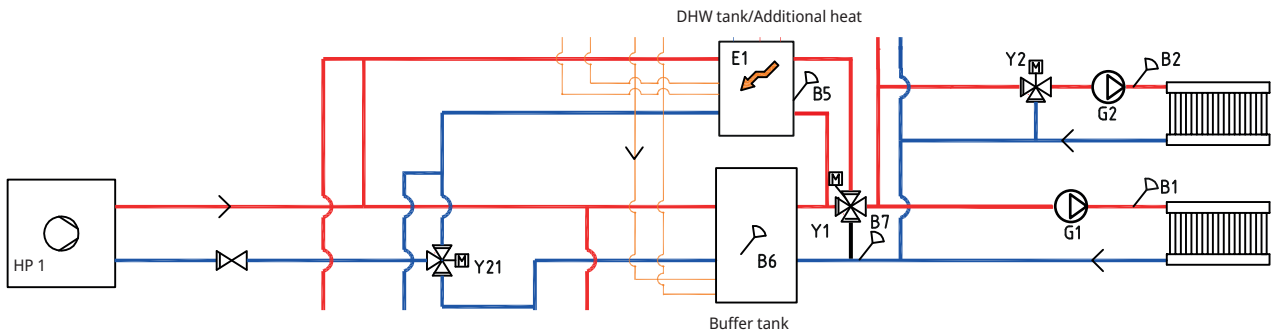 DHW tank/Additional heat
E1
B5
Y2
M
B2
G2
HP 1
M
Y1
B7
B1
G1
M
Y21
B6
Buffer tank